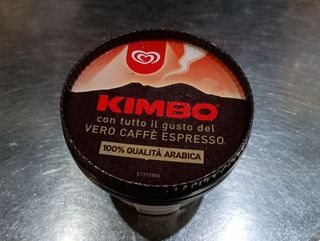 KIMBO
con tutto il gusto del
VERO CAFFÈ ESPRESSO
100% QUALITÀ ARABICA